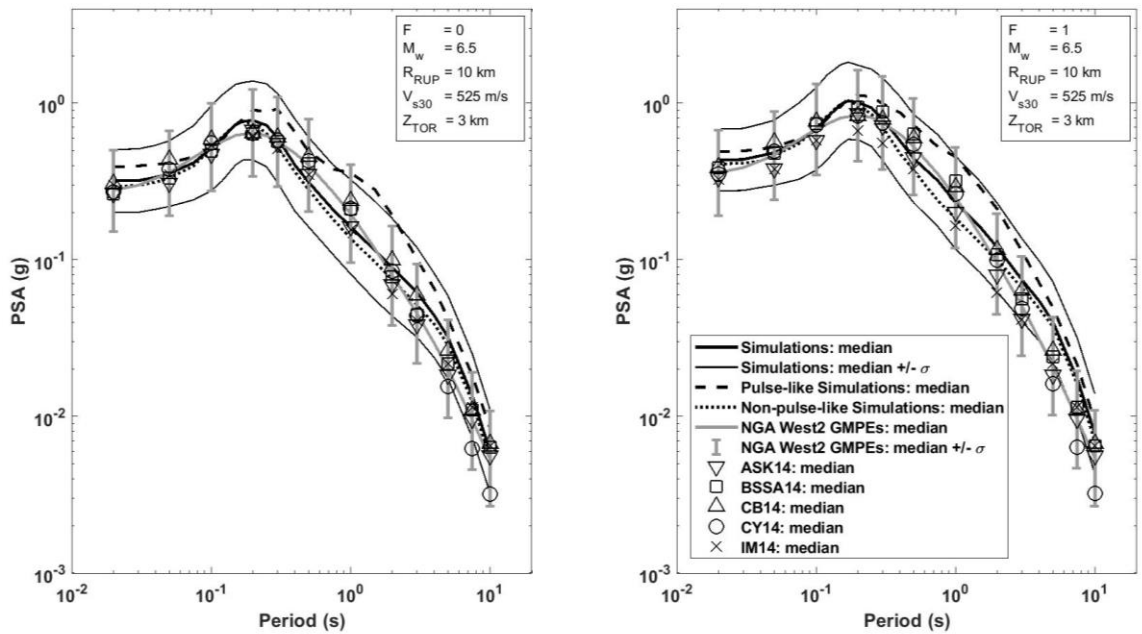 F = 0
M_w = 6.5
R_RUP = 10 km
V_s30 = 525 m/s
Z_TOR = 3 km
PSA (g)
10^0
10^-1
10^-2
10^-3
10^-2
10^-1
10^0
10^1
Period (s)
F = 1
M_w = 6.5
R_RUP = 10 km
V_s30 = 525 m/s
Z_TOR = 3 km
PSA (g)
10^0
10^-1
10^-2
10^-3
Simulations: median
Simulations: median +/- σ
Pulse-like Simulations: median
Non-pulse-like Simulations: median
NGA West2 GMPEs: median
NGA West2 GMPEs: median +/- σ
ASK14: median
BSSA14: median
CB14: median
CY14: median
IM14: median
10^-2
10^-1
10^0
10^1
Period (s)